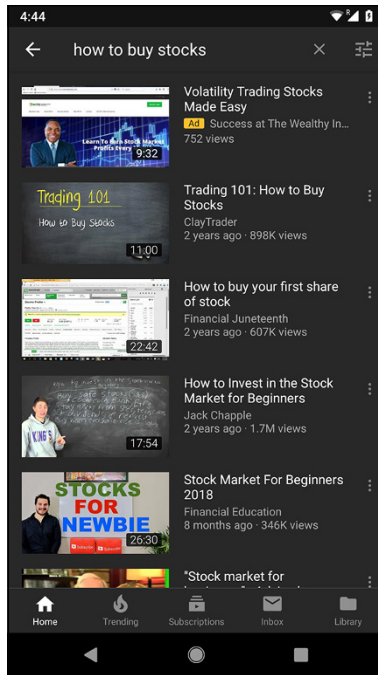 4:44
how to buy stocks
Volatility Trading Stocks
Made Easy
Ad Success at The Wealthy In...
752 views
Learn To Earn Stock Market
Profits Every
9:32
Trading 101: How to Buy
Stocks
ClayTrader
2 years ago · 898K views
Trading 101
How to Buy Stocks
11:00
How to buy your first share
of stock
Financial Juneteenth
2 years ago · 607K views
22:42
How to Invest in the Stock
Market for Beginners
Jack Chapple
2 years ago · 1.7M views
KING'S
17:54
Stock Market For Beginners
2018
Financial Education
8 months ago · 346K views
STOCKS
FOR
NEWBIE
26:30
"Stock market for
Home
Trending
Subscriptions
Inbox
Library